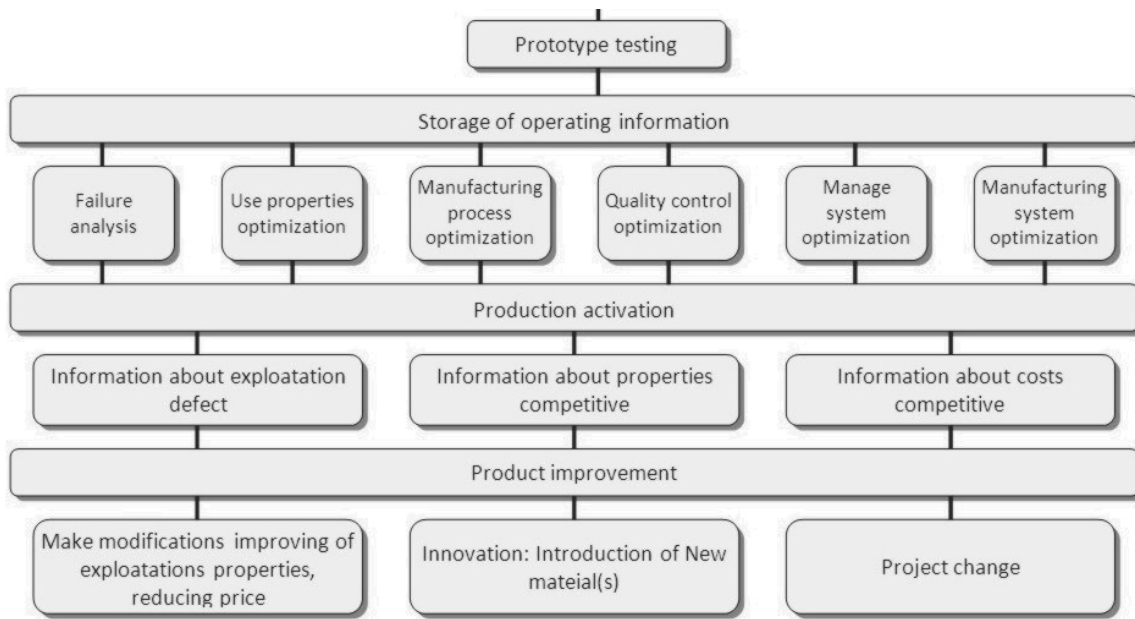 Prototype testing
Storage of operating information
Failure
analysis
Use properties
optimization
Manufacturing
process
optimization
Quality control
optimization
Manage
system
optimization
Manufacturing
system
optimization
Production activation
Information about exploatation
defect
Information about properties
competitive
Information about costs
competitive
Product improvement
Make modifications improving of
exploatations properties,
reducing price
Innovation: Introduction of New
mateial(s)
Project change